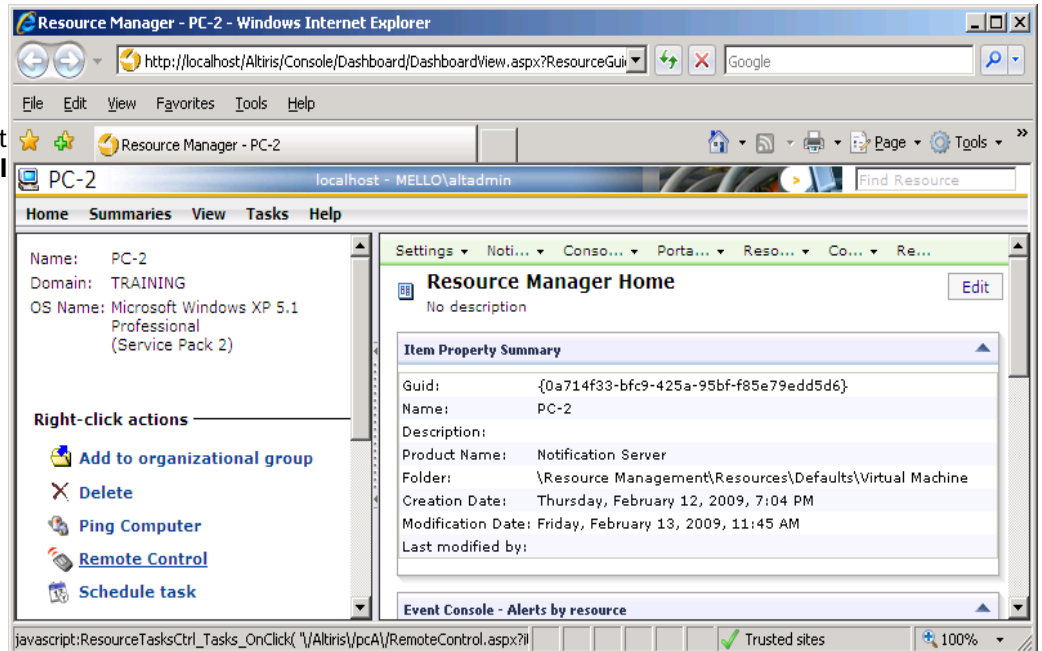 Resource Manager - PC-2 - Windows Internet Explorer
http://localhost/Altiris/Console/Dashboard/DashboardView.aspx?ResourceGui
Google
File Edit View Favorites Tools Help
t
l
Resource Manager - PC-2
Page Tools »
PC-2
localhost - MELLO\altadmin
Find Resource
Home Summaries View Tasks Help
Name: PC-2
Domain: TRAINING
OS Name: Microsoft Windows XP 5.1
Professional
(Service Pack 2)
Right-click actions
Add to organizational group
Delete
Ping Computer
Remote Control
Schedule task
Settings Noti... Conso... Porta... Reso... Co... Re...
Resource Manager Home
No description
Edit
Item Property Summary
Guid: {0a714f33-bfc9-425a-95bf-f85e79edd5d6}
Name: PC-2
Description:
Product Name: Notification Server
Folder: \Resource Management\Resources\Defaults\Virtual Machine
Creation Date: Thursday, February 12, 2009, 7:04 PM
Modification Date: Friday, February 13, 2009, 11:45 AM
Last modified by:
Event Console - Alerts by resource
javascript:ResourceTasksCtrl_Tasks_OnClick( "\/Altiris\/pcA\/RemoteControl.aspx?i
Trusted sites
100%